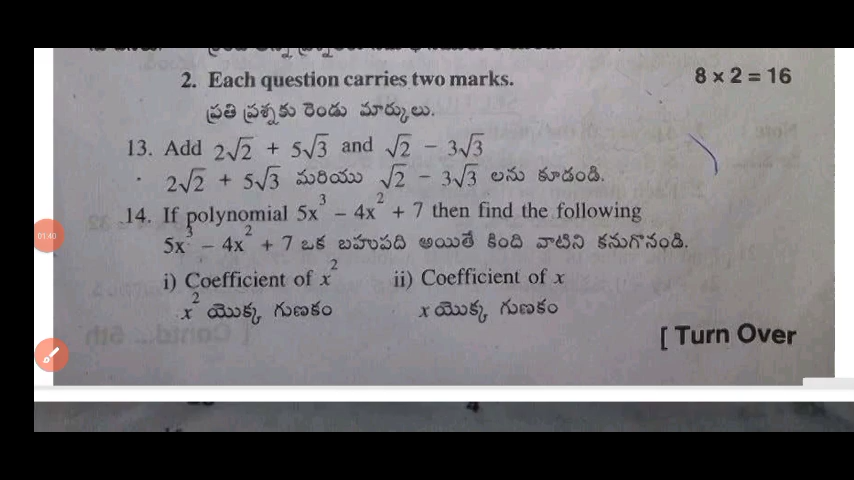 2. Each question carries two marks. 8 × 2 = 16
ప్రతి ప్రశ్నకు రెండు మార్కులు.
13. Add 2√2 + 5√3 and √2 − 3√3
2√2 + 5√3 మరియు √2 − 3√3 లను కూడండి.
14. If polynomial 5x³ − 4x² + 7 then find the following
5x³ − 4x² + 7 ఒక బహుపది అయితే కింది వాటిని కనుగొనండి.
i) Coefficient of x² ii) Coefficient of x
x² యొక్క గుణకం x యొక్క గుణకం
[ Turn Over
01:40
4